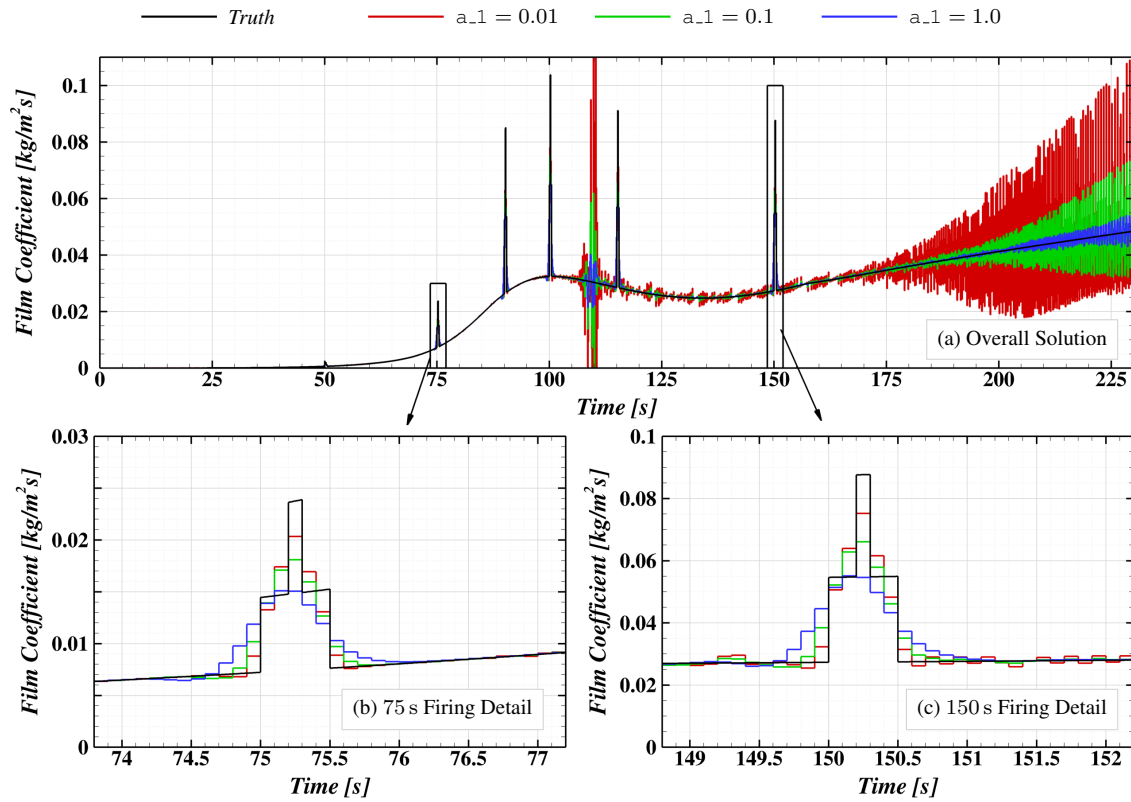 Truth a_1 = 0.01 a_1 = 0.1 a_1 = 1.0
Film Coefficient [kg/m²s]
0.1
0.08
0.06
0.04
0.02
0
(a) Overall Solution
0 25 50 75 100 125 150 175 200 225
Time [s]
Film Coefficient [kg/m²s]
0.03
0.02
0.01
0
(b) 75 s Firing Detail
74 74.5 75 75.5 76 76.5 77
Time [s]
Film Coefficient [kg/m²s]
0.1
0.08
0.06
0.04
0.02
0
(c) 150 s Firing Detail
149 149.5 150 150.5 151 151.5 152
Time [s]